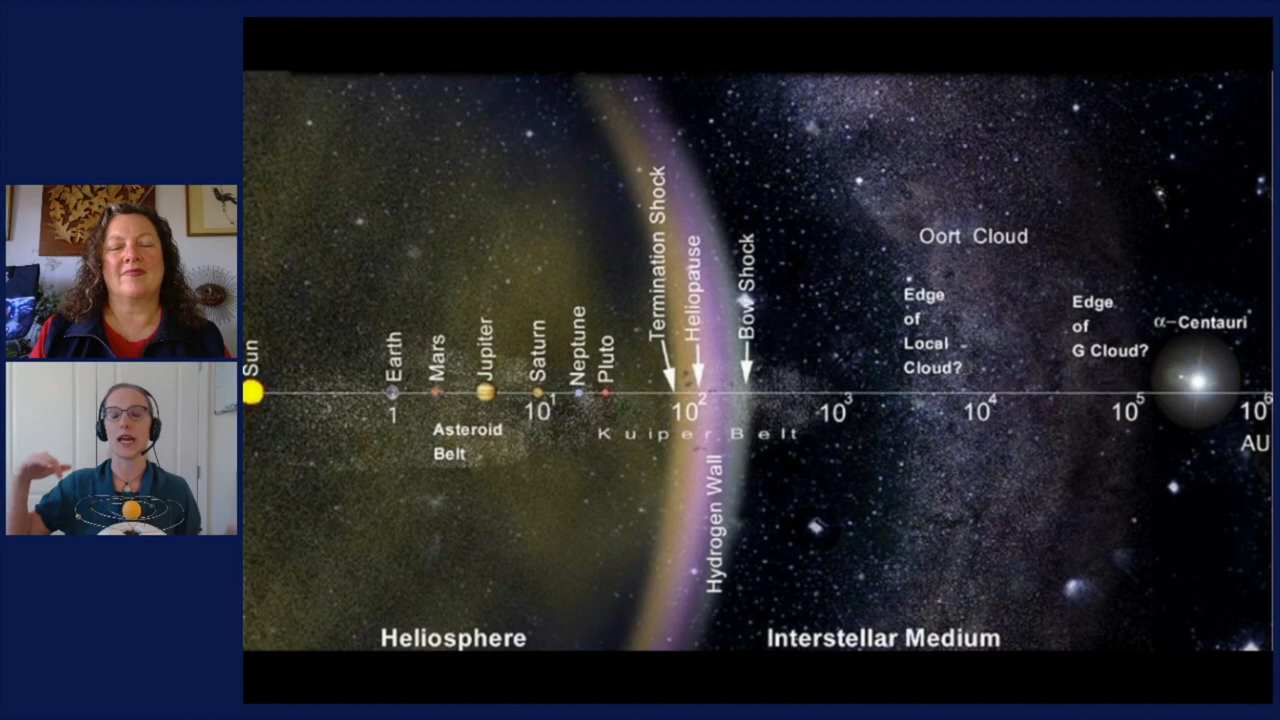 Sun
Earth
Mars
Jupiter
Saturn
Neptune
Pluto
Termination Shock
Heliopause
Bow Shock
Oort Cloud
Edge
of
Local
Cloud?
Edge
of
G Cloud?
α–Centauri
1
10¹
10²
10³
10⁴
10⁵
10⁶
AU
Asteroid
Belt
Kuiper Belt
Hydrogen Wall
Heliosphere
Interstellar Medium